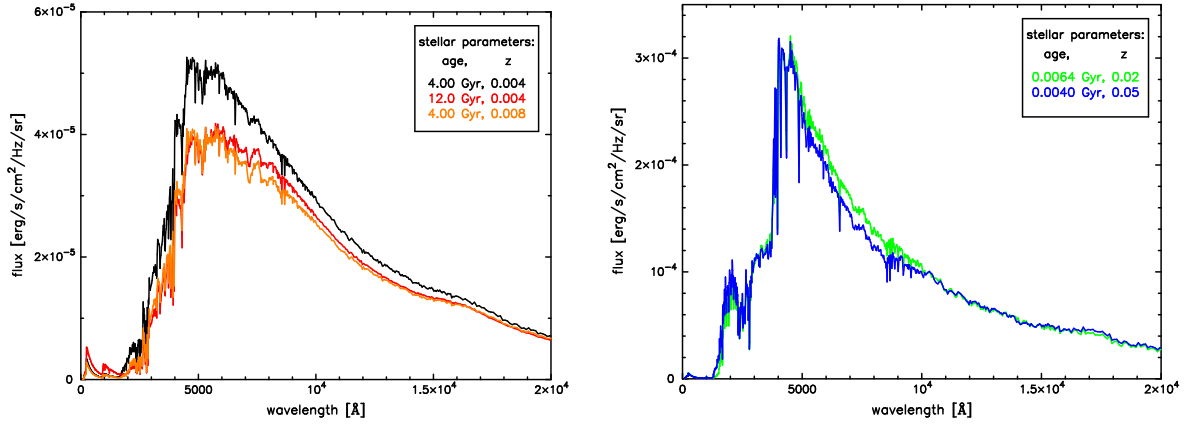 6×10⁻⁵
4×10⁻⁵
2×10⁻⁵
0
flux [erg/s/cm²/Hz/sr]
stellar parameters:
age, z
4.00 Gyr, 0.004
12.0 Gyr, 0.004
4.00 Gyr, 0.008
0 5000 10⁴ 1.5×10⁴ 2×10⁴
wavelength [Å]
3×10⁻⁴
2×10⁻⁴
10⁻⁴
0
flux [erg/s/cm²/Hz/sr]
stellar parameters:
age, z
0.0064 Gyr, 0.02
0.0040 Gyr, 0.05
0 5000 10⁴ 1.5×10⁴ 2×10⁴
wavelength [Å]